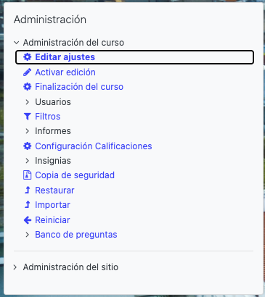 Administración
Administración del curso
Editar ajustes
Activar edición
Finalización del curso
Usuarios
Filtros
Informes
Configuración Calificaciones
Insignias
Copia de seguridad
Restaurar
Importar
Reiniciar
Banco de preguntas
Administración del sitio